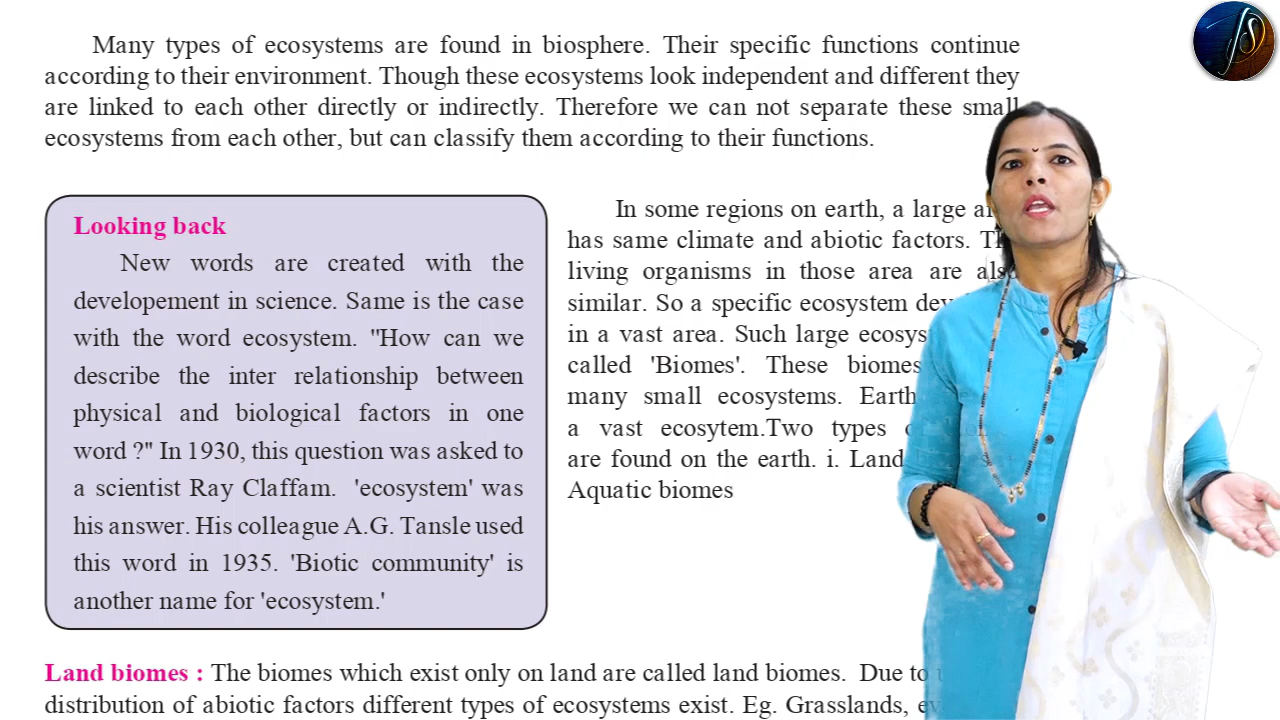 Many types of ecosystems are found in biosphere. Their specific functions continue
according to their environment. Though these ecosystems look independent and different they
are linked to each other directly or indirectly. Therefore we can not separate these small
ecosystems from each other, but can classify them according to their functions.
Looking back
New words are created with the
developement in science. Same is the case
with the word ecosystem. "How can we
describe the inter relationship between
physical and biological factors in one
word ?" In 1930, this question was asked to
a scientist Ray Claffam. 'ecosystem' was
his answer. His colleague A.G. Tansle used
this word in 1935. 'Biotic community' is
another name for 'ecosystem.'
In some regions on earth, a large
has same climate and abiotic factors.
living organisms in those area are also
similar. So a specific ecosystem
in a vast area. Such large
called 'Biomes'. These biomes
many small ecosystems. Earth
a vast ecosytem.Two types
are found on the earth. i. Land
Aquatic biomes
Land biomes : The biomes which exist only on land are called land biomes. Due to
distribution of abiotic factors different types of ecosystems exist. Eg. Grasslands,